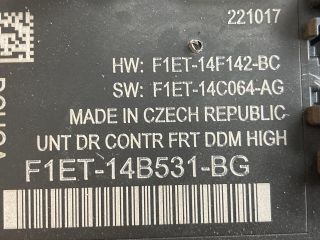 221017
HW: F1ET-14F142-BC
SW: F1ET-14C064-AG
MADE IN CZECH REPUBLIC
UNT DR CONTR FRT DDM HIGH
F1ET-14B531-BG